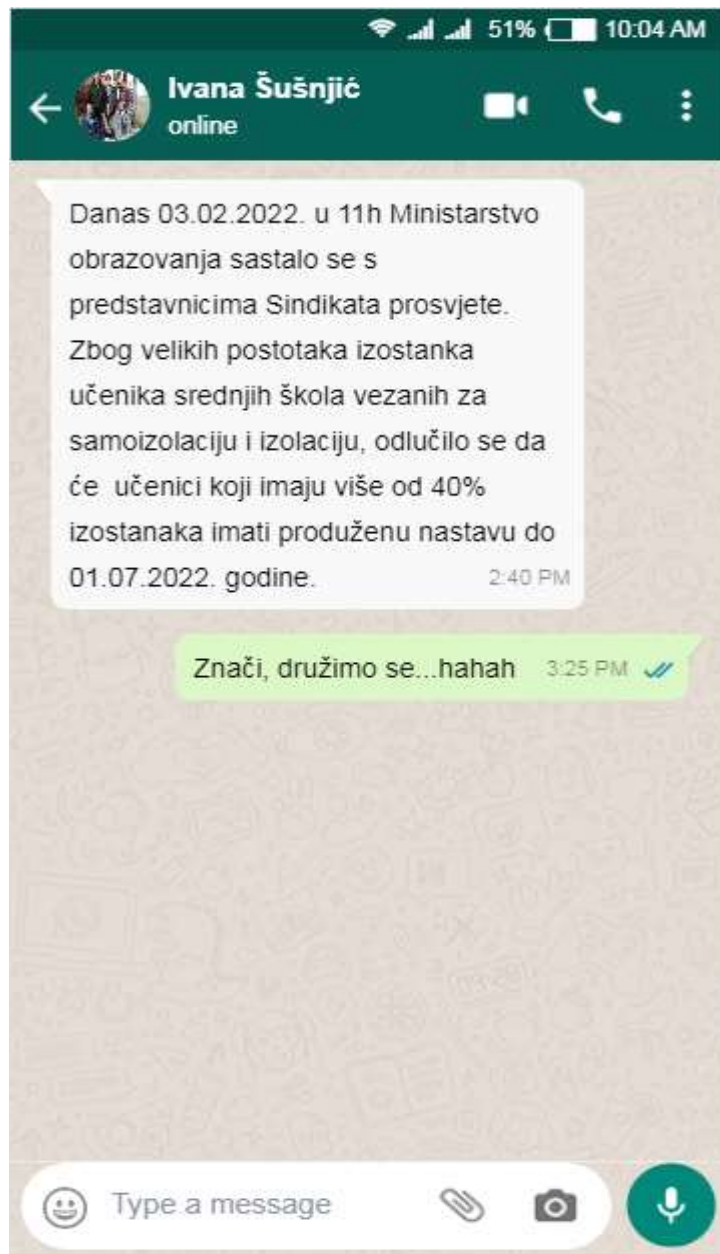 51% 10:04 AM
Ivana Šušnjić
online
Danas 03.02.2022. u 11h Ministarstvo
obrazovanja sastalo se s
predstavnicima Sindikata prosvjete.
Zbog velikih postotaka izostanka
učenika srednjih škola vezanih za
samoizolaciju i izolaciju, odlučilo se da
će  učenici koji imaju više od 40%
izostanaka imati produženu nastavu do
01.07.2022. godine. 2:40 PM
Znači, družimo se...hahah 3:25 PM
Type a message